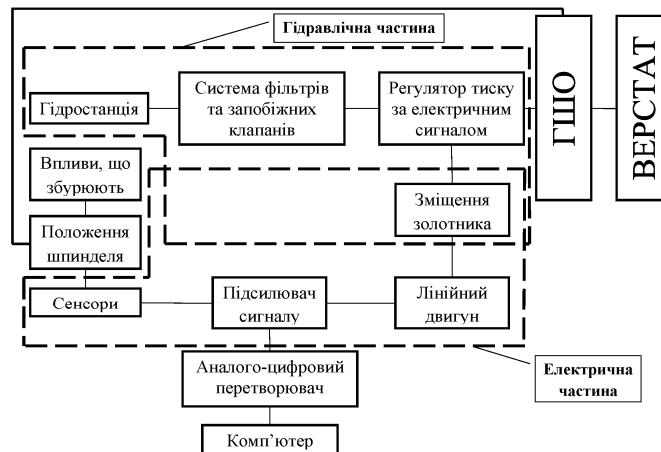 Гідравлічна частина
Гідростанція
Система фільтрів
та запобіжних
клапанів
Регулятор тиску
за електричним
сигналом
ГШО
ВЕРСТАТ
Впливи, що
збурюють
Зміщення
золотника
Положення
шпинделя
Сенсори
Підсилювач
сигналу
Лінійний
двигун
Аналого-цифровий
перетворювач
Електрична
частина
Комп’ютер